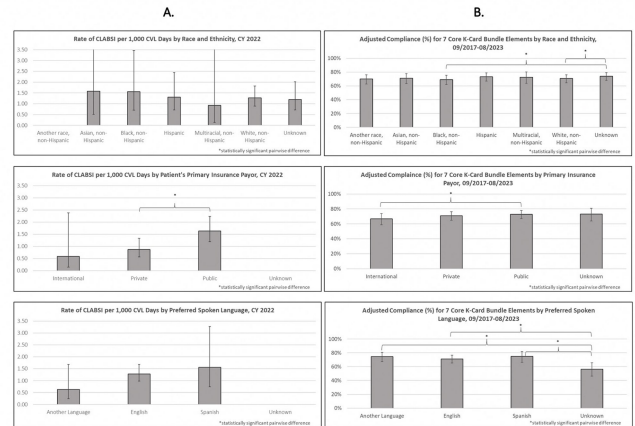 A.
B.
Rate of CLABSI per 1,000 CVL Days by Race and Ethnicity, CY 2022
3.50
3.00
2.50
2.00
1.50
1.00
0.50
0.00
Another race, non-Hispanic
Asian, non-Hispanic
Black, non-Hispanic
Hispanic
Multiracial, non-Hispanic
White, non-Hispanic
Unknown
*statistically significant pairwise difference
Adjusted Compliance (%) for 7 Core K-Card Bundle Elements by Race and Ethnicity,
09/2017-08/2023
100%
80%
60%
40%
20%
0%
*
*
Another race, non-Hispanic
Asian, non-Hispanic
Black, non-Hispanic
Hispanic
Multiracial, non-Hispanic
White, non-Hispanic
Unknown
*statistically significant pairwise difference
Rate of CLABSI per 1,000 CVL Days by Patient's Primary Insurance Payor, CY 2022
3.50
3.00
2.50
2.00
1.50
1.00
0.50
0.00
*
International
Private
Public
Unknown
*statistically significant pairwise difference
Adjusted Complaince (%) for 7 Core K-Card Bundle Elements by Primary Insurance
Payor, 09/2017-08/2023
100%
80%
60%
40%
20%
0%
*
International
Private
Public
Unknown
*statistically significant pairwise difference
Rate of CLABSI per 1,000 CVL Days by Preferred Spoken Language, CY 2022
3.50
3.00
2.50
2.00
1.50
1.00
0.50
0.00
Another Language
English
Spanish
Unknown
*statistically significant pairwise difference
Adjusted Compliance (%) for 7 Core K-Card Bundle Elements by Preferred Spoken
Language, 09/2017-08/2023
100%
80%
60%
40%
20%
0%
*
*
*
Another Language
English
Spanish
Unknown
*statistically significant pairwise difference